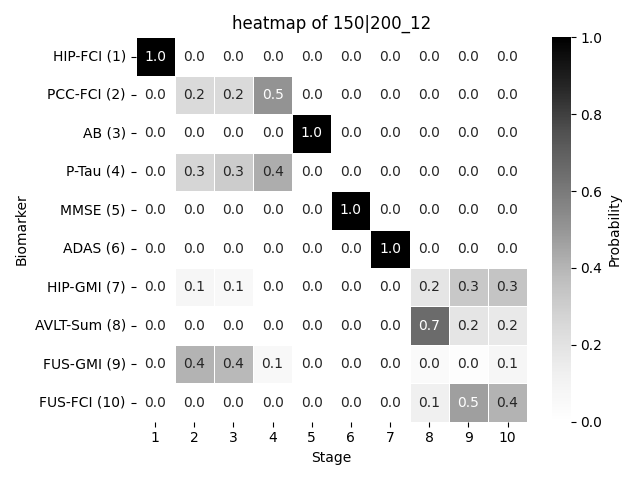 heatmap of 150|200_12
HIP-FCI (1) 1.0 0.0 0.0 0.0 0.0 0.0 0.0 0.0 0.0 0.0
PCC-FCI (2) 0.0 0.2 0.2 0.5 0.0 0.0 0.0 0.0 0.0 0.0
AB (3) 0.0 0.0 0.0 0.0 1.0 0.0 0.0 0.0 0.0 0.0
P-Tau (4) 0.0 0.3 0.3 0.4 0.0 0.0 0.0 0.0 0.0 0.0
MMSE (5) 0.0 0.0 0.0 0.0 0.0 1.0 0.0 0.0 0.0 0.0
ADAS (6) 0.0 0.0 0.0 0.0 0.0 0.0 1.0 0.0 0.0 0.0
HIP-GMI (7) 0.0 0.1 0.1 0.0 0.0 0.0 0.0 0.2 0.3 0.3
AVLT-Sum (8) 0.0 0.0 0.0 0.0 0.0 0.0 0.0 0.7 0.2 0.2
FUS-GMI (9) 0.0 0.4 0.4 0.1 0.0 0.0 0.0 0.0 0.0 0.1
FUS-FCI (10) 0.0 0.0 0.0 0.0 0.0 0.0 0.0 0.1 0.5 0.4
1 2 3 4 5 6 7 8 9 10
Stage
Biomarker
1.0
0.8
0.6
0.4
0.2
0.0
Probability